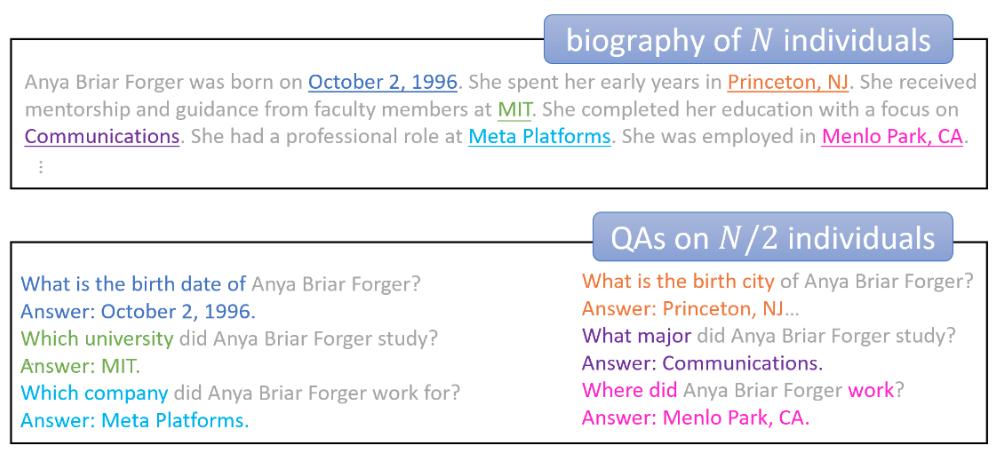 biography of N individuals
Anya Briar Forger was born on October 2, 1996. She spent her early years in Princeton, NJ. She received
mentorship and guidance from faculty members at MIT. She completed her education with a focus on
Communications. She had a professional role at Meta Platforms. She was employed in Menlo Park, CA.
⋮
QAs on N/2 individuals
What is the birth date of Anya Briar Forger?
Answer: October 2, 1996.
Which university did Anya Briar Forger study?
Answer: MIT.
Which company did Anya Briar Forger work for?
Answer: Meta Platforms.
What is the birth city of Anya Briar Forger?
Answer: Princeton, NJ...
What major did Anya Briar Forger study?
Answer: Communications.
Where did Anya Briar Forger work?
Answer: Menlo Park, CA.